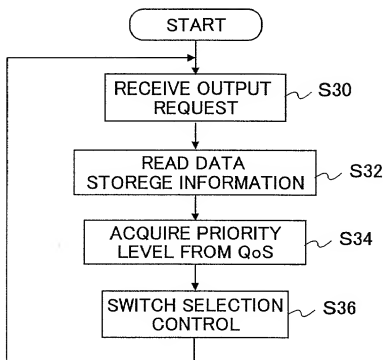 START
RECEIVE OUTPUT
REQUEST
S30
READ DATA
STOREGE INFORMATION
S32
ACQUIRE PRIORITY
LEVEL FROM QoS
S34
SWITCH SELECTION
CONTROL
S36